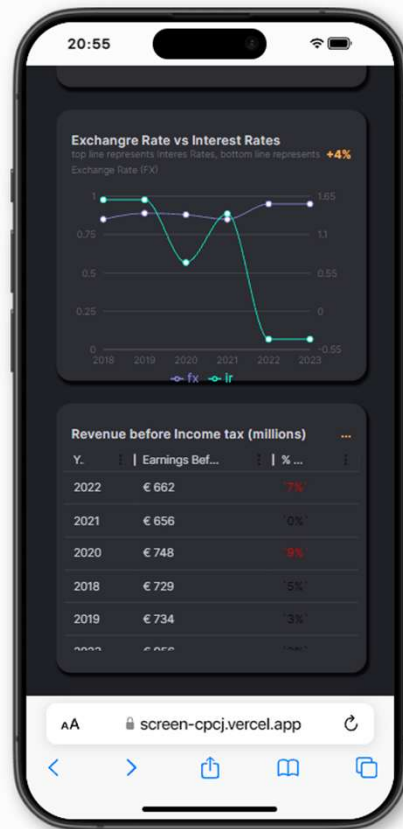 20:55
Exchangre Rate vs Interest Rates
top line represents Interes Rates, bottom line represents +4%
Exchange Rate (FX)
1 1.65
0.75 1.1
0.5 0.55
0.25 0
0 -0.55
2018 2019 2020 2021 2022 2023
fx ir
Revenue before Income tax (millions) ...
Y. Earnings Bef... % ...
2022 € 662 `7%`
2021 € 656 `0%`
2020 € 748 `9%`
2018 € 729 `5%`
2019 € 734 `3%`
AA screen-cpcj.vercel.app